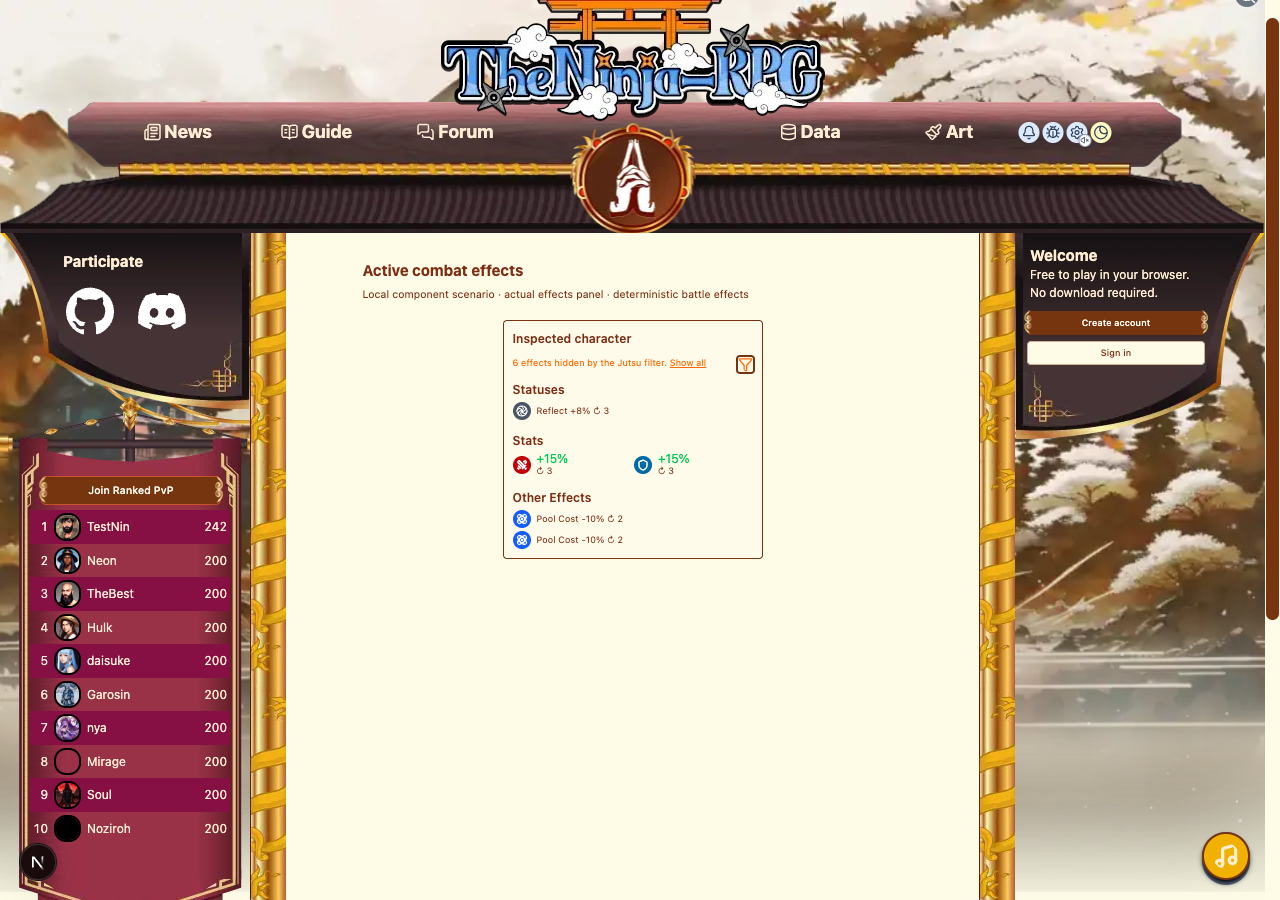 TheNinja-RPG
News
Guide
Forum
Data
Art
Participate
Join Ranked PvP
1 TestNin 242
2 Neon 200
3 TheBest 200
4 Hulk 200
5 daisuke 200
6 Garosin 200
7 nya 200
8 Mirage 200
9 Soul 200
10 Noziroh 200
N
Active combat effects
Local component scenario · actual effects panel · deterministic battle effects
Inspected character
6 effects hidden by the Jutsu filter. Show all
Statuses
Reflect +8% ↻ 3
Stats
+15% +15%
↻ 3 ↻ 3
Other Effects
Pool Cost -10% ↻ 2
Pool Cost -10% ↻ 2
Welcome
Free to play in your browser.
No download required.
Create account
Sign in